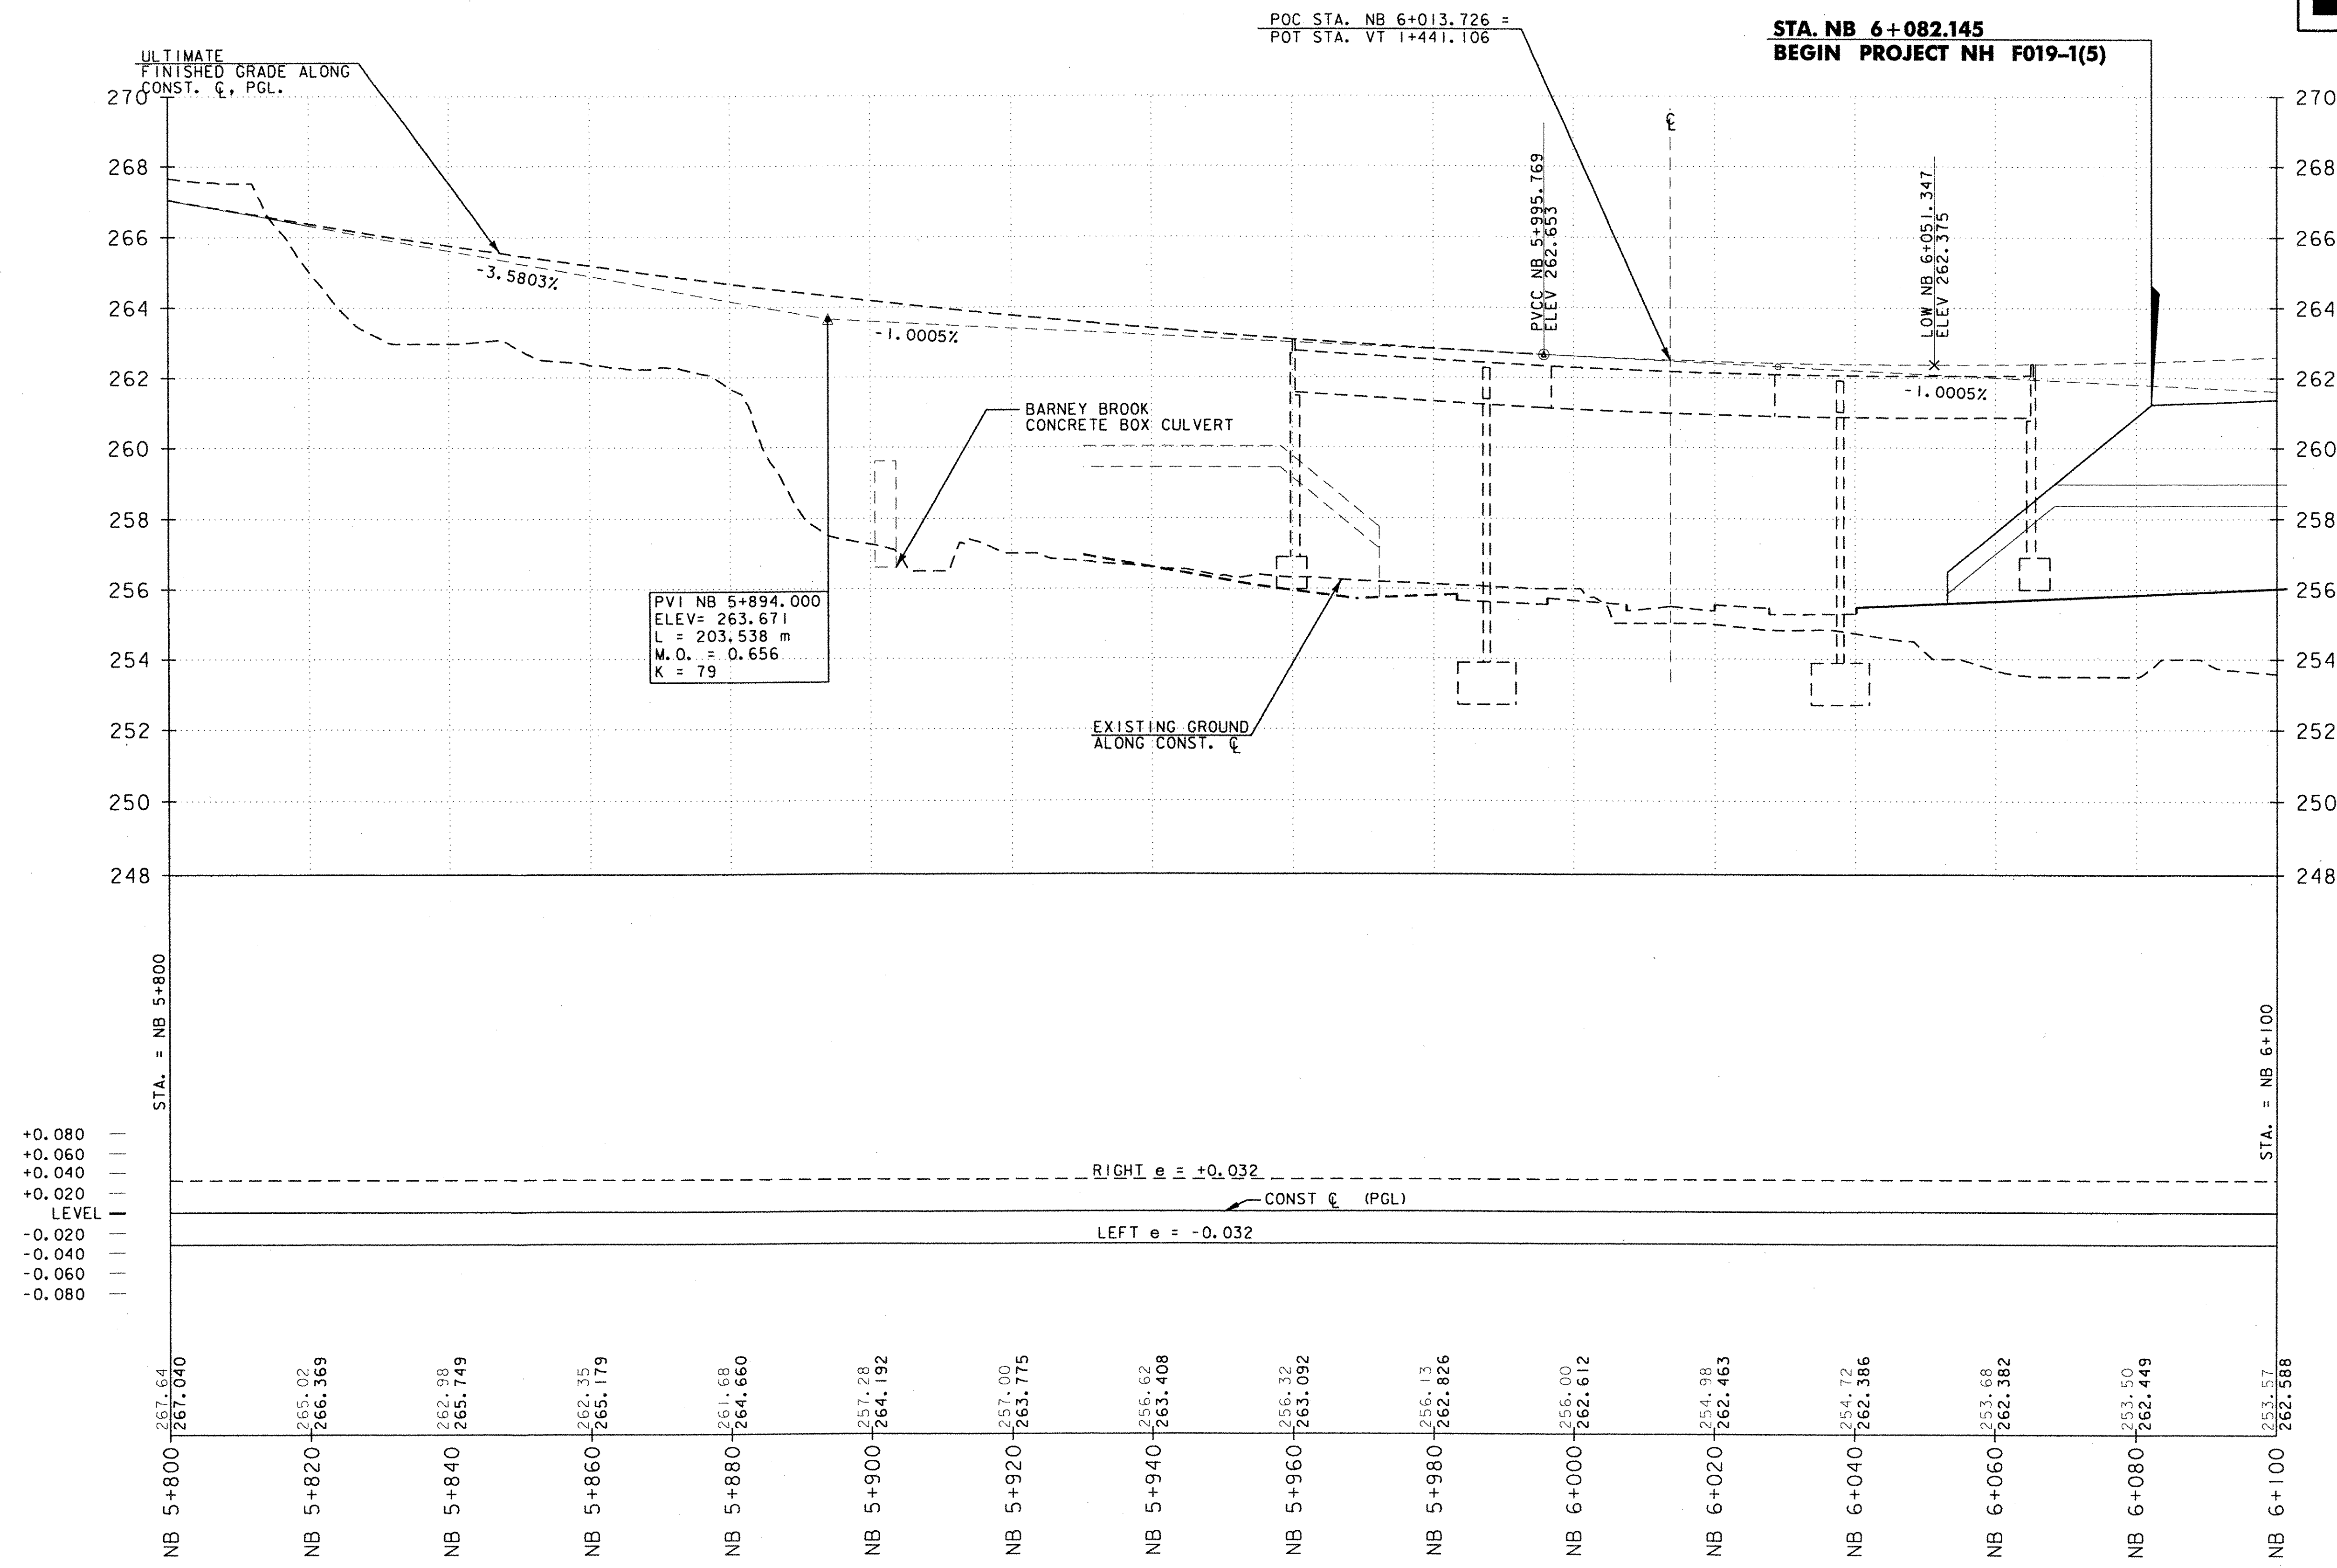 POC STA. NB 6+013.726 =
POT STA. VT 1+441.106
STA. NB 6+082.145
BEGIN PROJECT NH F019-1(5)
ULTIMATE
FINISHED GRADE ALONG
CONST. ℄, PGL.
270
270
℄
268
268
PVCC NB 5+995.769
ELEV 262.653
LOW NB 6+051.347
ELEV 262.375
266
266
-3.5803%
264
264
-1.0005%
262
262
-1.0005%
BARNEY BROOK
CONCRETE BOX CULVERT
260
260
258
258
256
256
PVI NB 5+894.000
ELEV= 263.671
L = 203.538 m
M.O. = 0.656
K = 79
254
254
EXISTING GROUND
ALONG CONST. ℄
252
252
250
250
248
248
STA. = NB 5+800
STA. = NB 6+100
+0.080
+0.060
+0.040
+0.020
LEVEL
-0.020
-0.040
-0.060
-0.080
RIGHT e = +0.032
CONST ℄ (PGL)
LEFT e = -0.032
267.64
267.040
265.02
266.369
262.98
265.749
262.35
265.179
261.68
264.660
257.28
264.192
257.00
263.775
256.62
263.408
256.32
263.092
256.13
262.826
256.00
262.612
254.98
262.463
254.72
262.386
253.68
262.382
253.50
262.449
253.57
262.588
NB 5+800
NB 5+820
NB 5+840
NB 5+860
NB 5+880
NB 5+900
NB 5+920
NB 5+940
NB 5+960
NB 5+980
NB 6+000
NB 6+020
NB 6+040
NB 6+060
NB 6+080
NB 6+100